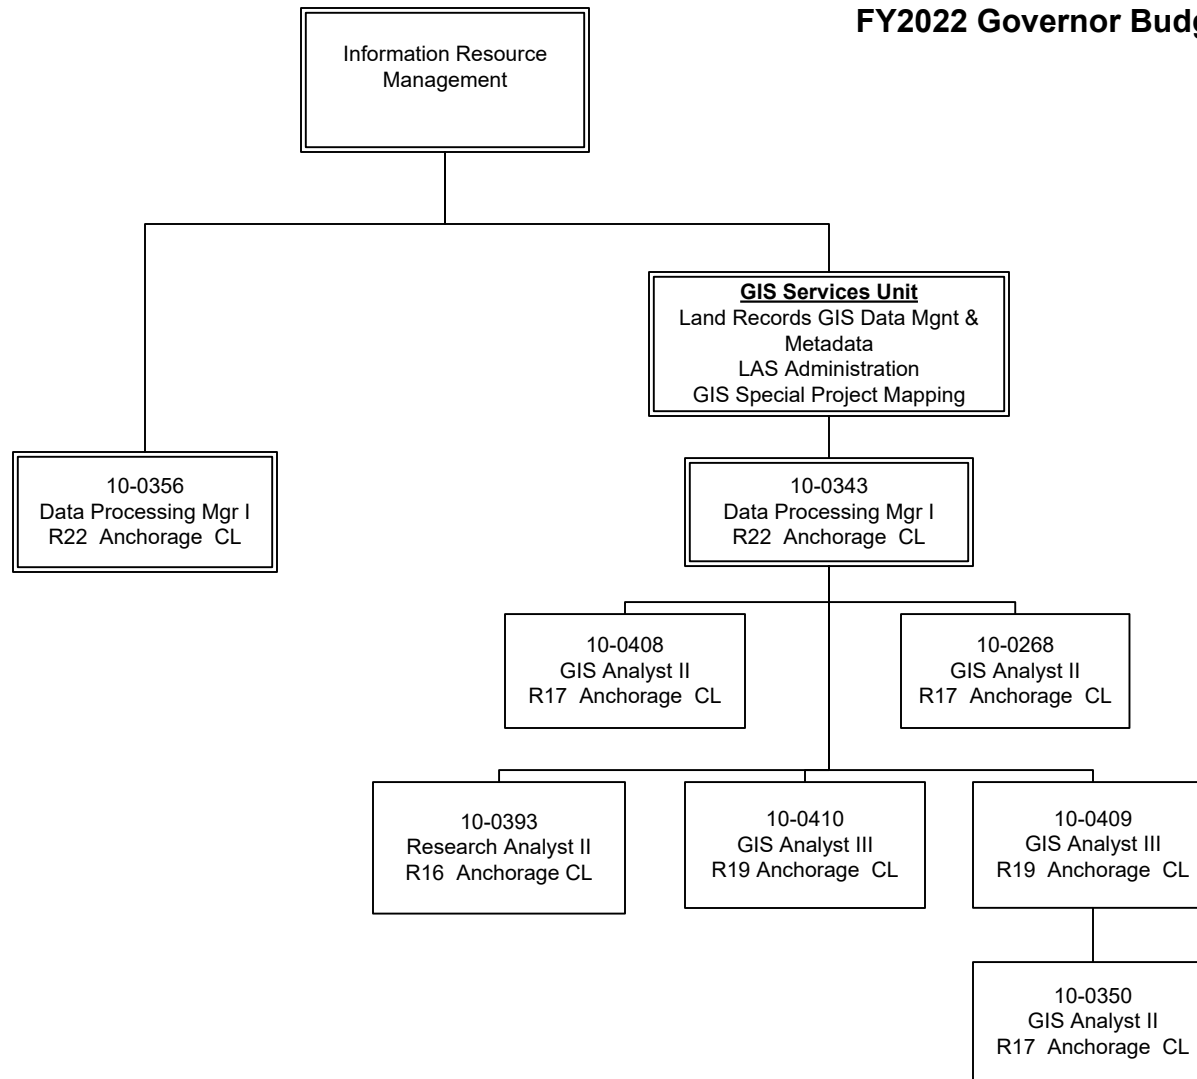 FY2022 Governor Budg
Information Resource
Management
GIS Services Unit
Land Records GIS Data Mgnt &
Metadata
LAS Administration
GIS Special Project Mapping
10-0356
Data Processing Mgr I
R22 Anchorage CL
10-0343
Data Processing Mgr I
R22 Anchorage CL
10-0408
GIS Analyst II
R17 Anchorage CL
10-0268
GIS Analyst II
R17 Anchorage CL
10-0393
Research Analyst II
R16 Anchorage CL
10-0410
GIS Analyst III
R19 Anchorage CL
10-0409
GIS Analyst III
R19 Anchorage CL
10-0350
GIS Analyst II
R17 Anchorage CL